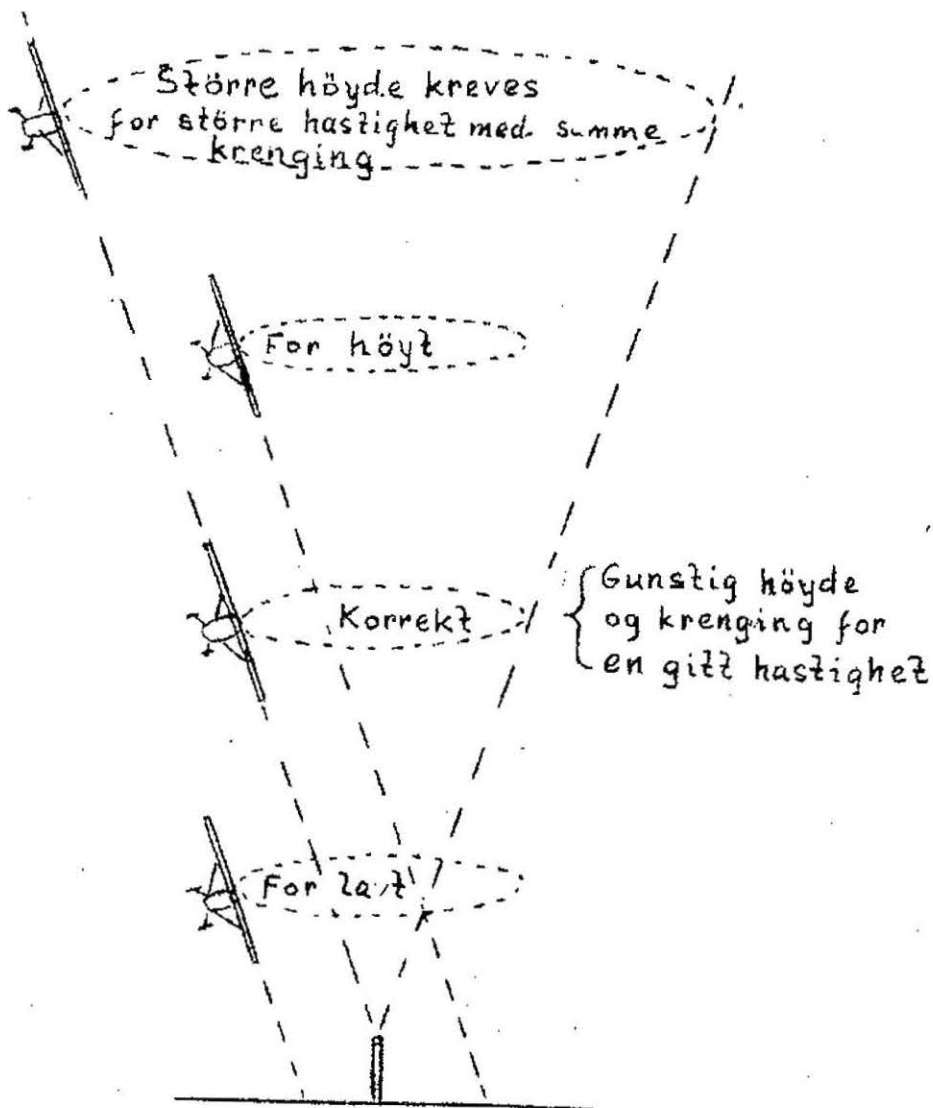 Större höyde kreves
for större hastighet med summe
krenging
For höyt
Korrekt
Gunstig höyde
og krenging for
en gitt hastighet
For lavt